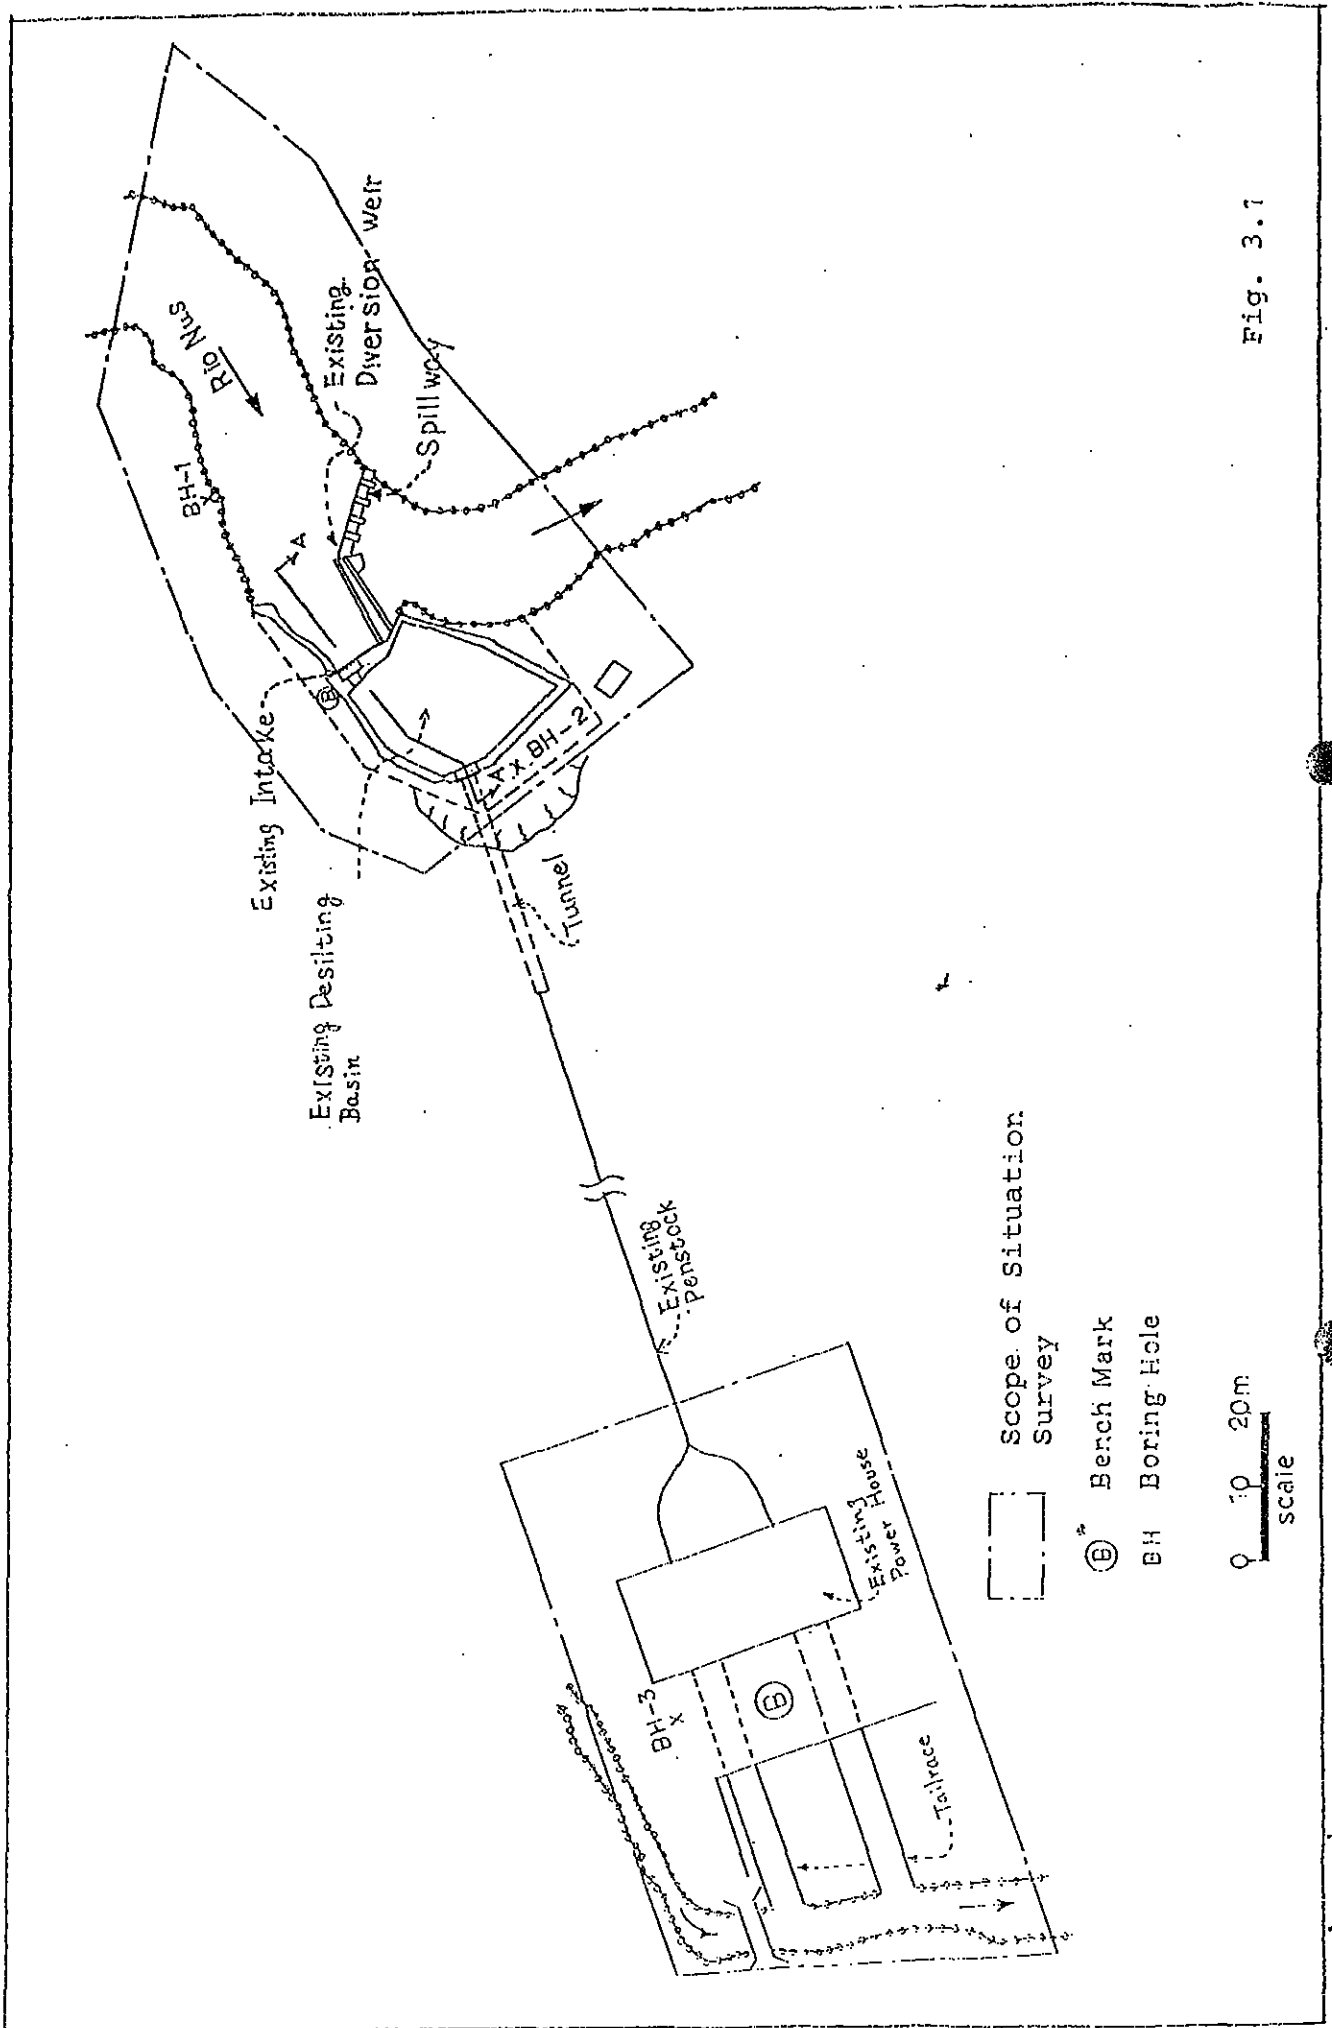 Rio Nus
BH-1
Existing
Diversion weir
Spillway
A
Existing Intake
B
Existing Desilting
Basin
A
BH-2
Tunnel
Existing
Penstock
Existing
Power House
BH-3
B
Tailrace
Scope of Situation
Survey
B* Bench Mark
BH Boring Hole
0 10 20m
scale
Fig. 3.1